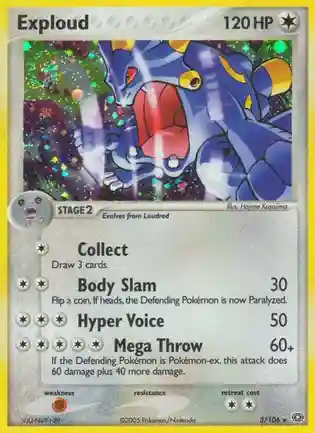 Exploud
120 HP
Illus. Hajime Kusajima
STAGE 2
Evolves from Loudred
Collect
Draw 3 cards.
Body Slam 30
Flip a coin. If heads, the Defending Pokémon is now Paralyzed.
Hyper Voice 50
Mega Throw 60+
If the Defending Pokémon is Pokémon-ex, this attack does
60 damage plus 40 more damage.
weakness
resistance
retreat cost
©2005 Pokémon/Nintendo
5/106 ★